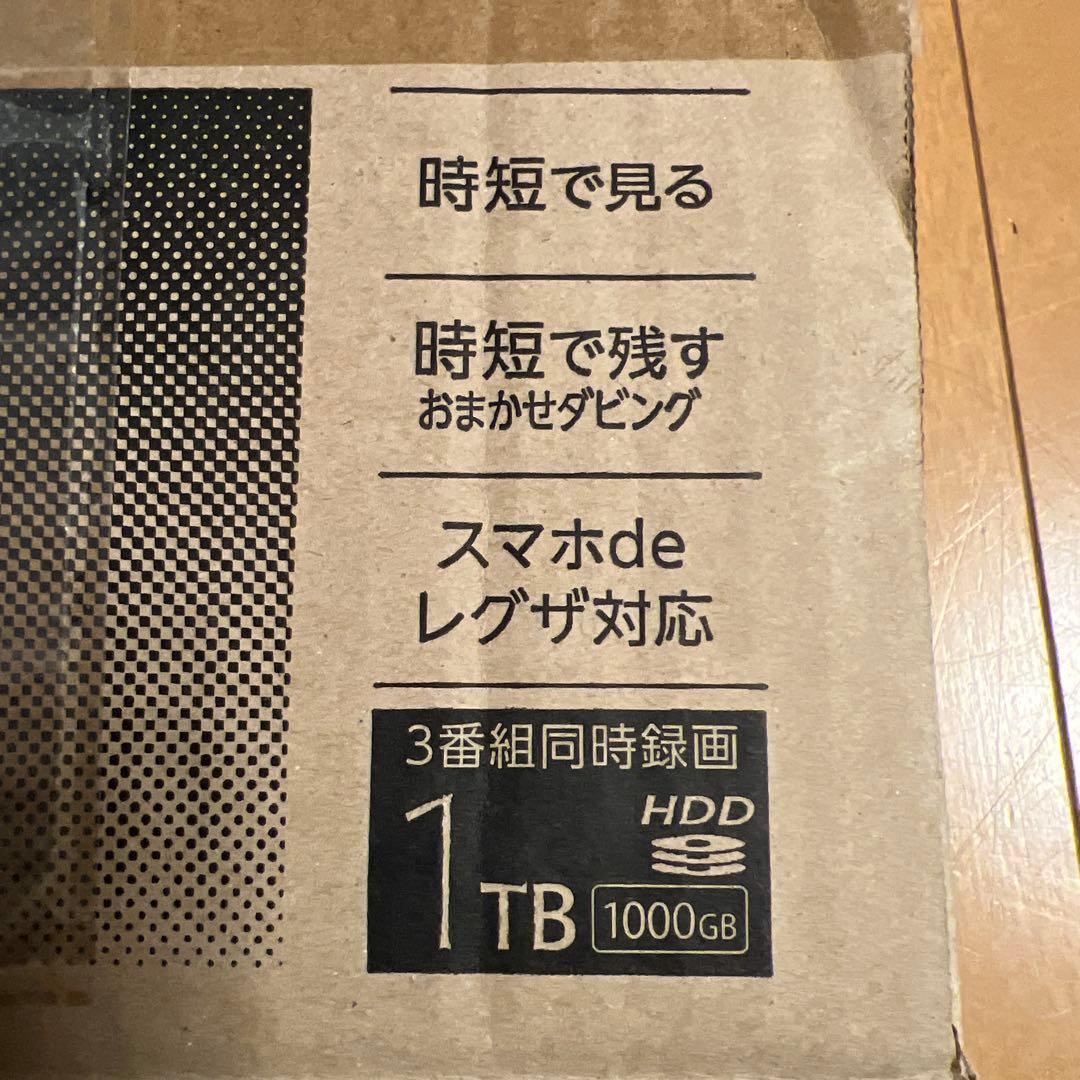 時短で見る
時短で残す
おまかせダビング
スマホde
レグザ対応
3番組同時録画
HDD
1TB 1000GB